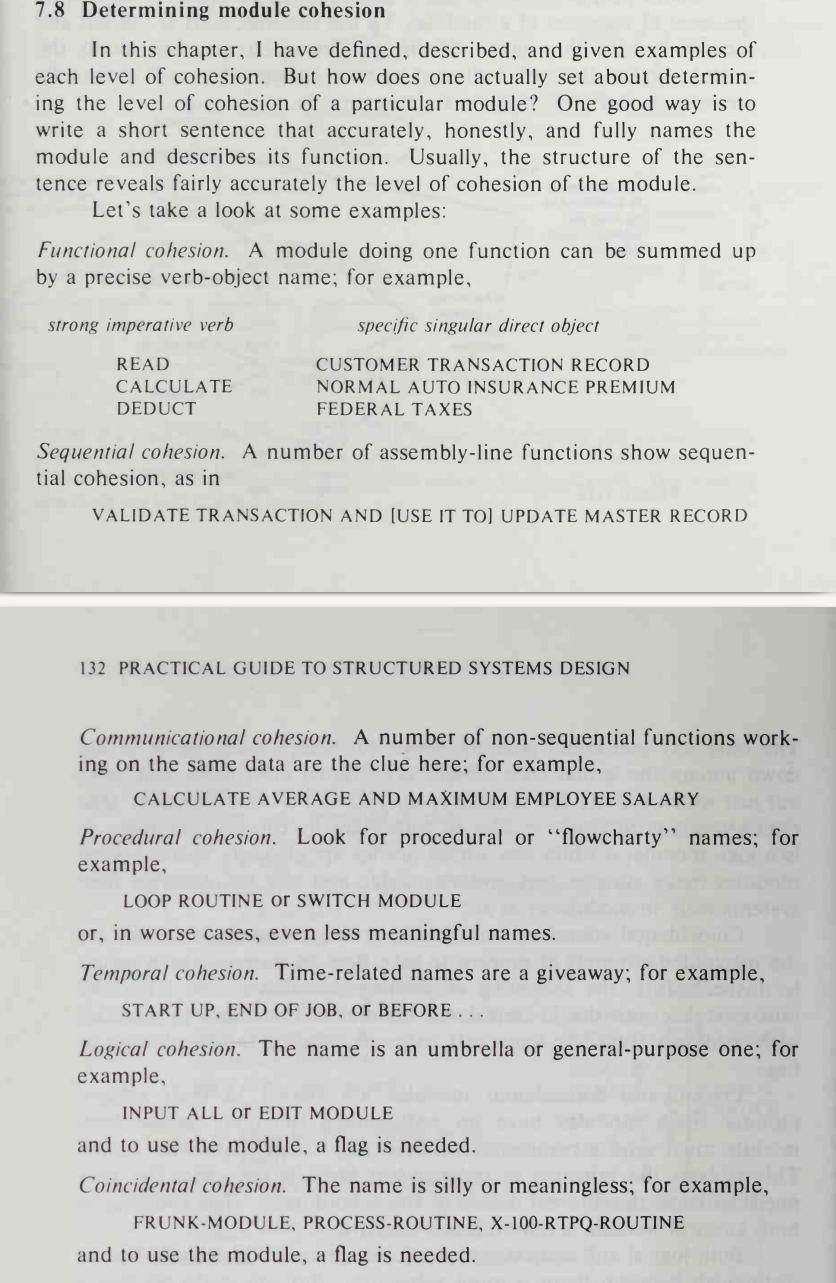 7.8 Determining module cohesion
In this chapter, I have defined, described, and given examples of
each level of cohesion. But how does one actually set about determin-
ing the level of cohesion of a particular module? One good way is to
write a short sentence that accurately, honestly, and fully names the
module and describes its function. Usually, the structure of the sen-
tence reveals fairly accurately the level of cohesion of the module.
Let's take a look at some examples:
Functional cohesion. A module doing one function can be summed up
by a precise verb-object name; for example,
strong imperative verb specific singular direct object
READ CUSTOMER TRANSACTION RECORD
CALCULATE NORMAL AUTO INSURANCE PREMIUM
DEDUCT FEDERAL TAXES
Sequential cohesion. A number of assembly-line functions show sequen-
tial cohesion, as in
VALIDATE TRANSACTION AND [USE IT TO] UPDATE MASTER RECORD
132 PRACTICAL GUIDE TO STRUCTURED SYSTEMS DESIGN
Communicational cohesion. A number of non-sequential functions work-
ing on the same data are the clue here; for example,
CALCULATE AVERAGE AND MAXIMUM EMPLOYEE SALARY
Procedural cohesion. Look for procedural or "flowcharty" names; for
example,
LOOP ROUTINE or SWITCH MODULE
or, in worse cases, even less meaningful names.
Temporal cohesion. Time-related names are a giveaway; for example,
START UP, END OF JOB, or BEFORE . . .
Logical cohesion. The name is an umbrella or general-purpose one; for
example,
INPUT ALL or EDIT MODULE
and to use the module, a flag is needed.
Coincidental cohesion. The name is silly or meaningless; for example,
FRUNK-MODULE, PROCESS-ROUTINE, X-100-RTPQ-ROUTINE
and to use the module, a flag is needed.